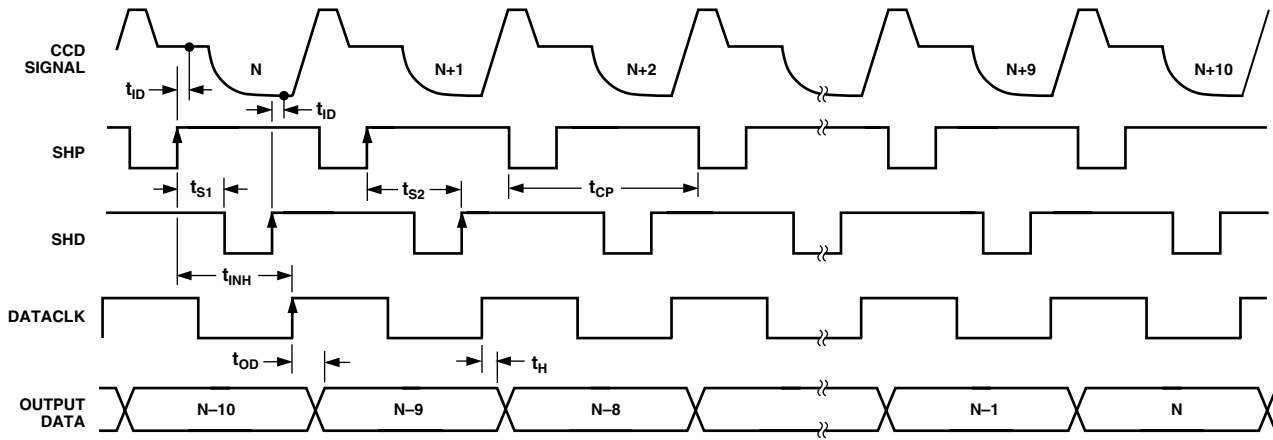 CCD
SIGNAL
N
N+1
N+2
N+9
N+10
tID
tID
SHP
tS1
tS2
tCP
SHD
tINH
DATACLK
tOD
tH
OUTPUT
DATA
N–10
N–9
N–8
N–1
N